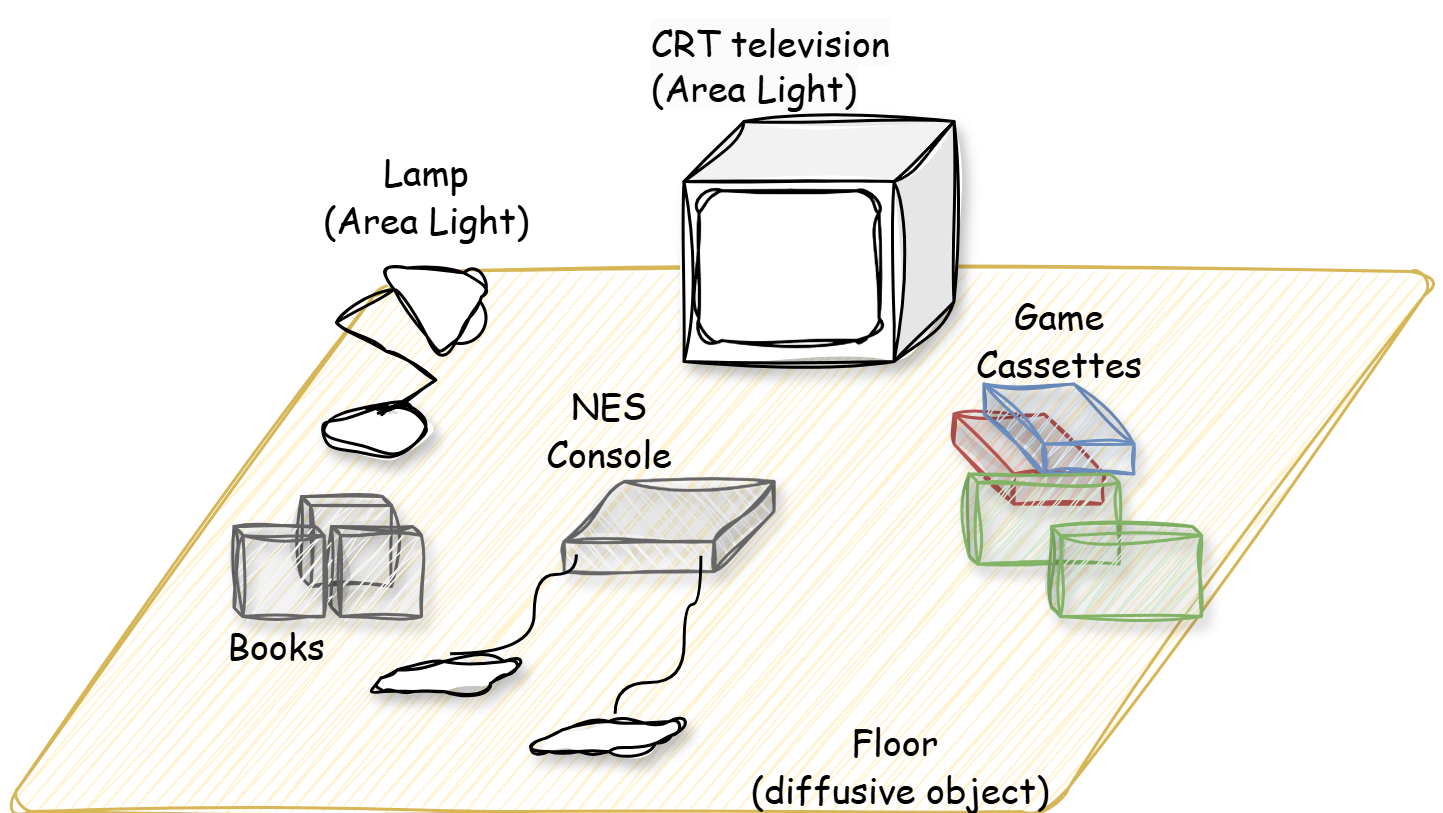 CRT television
(Area Light)
Lamp
(Area Light)
Game
Cassettes
NES
Console
Books
Floor
(diffusive object)